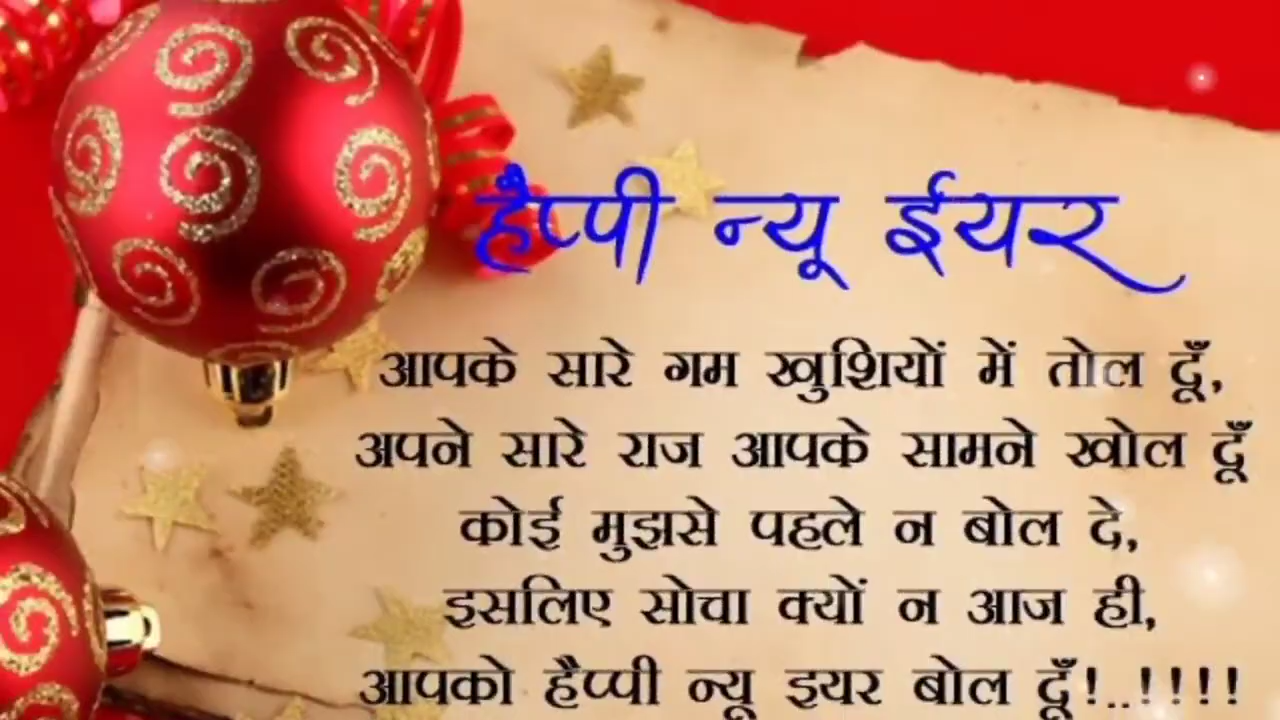 हैप्पी न्यू ईयर
आपके सारे गम खुशियों में तोल दूँ,
अपने सारे राज आपके सामने खोल दूँ
कोई मुझसे पहले न बोल दे,
इसलिए सोचा क्यों न आज ही,
आपको हैप्पी न्यू इयर बोल दूँ!..!!!!